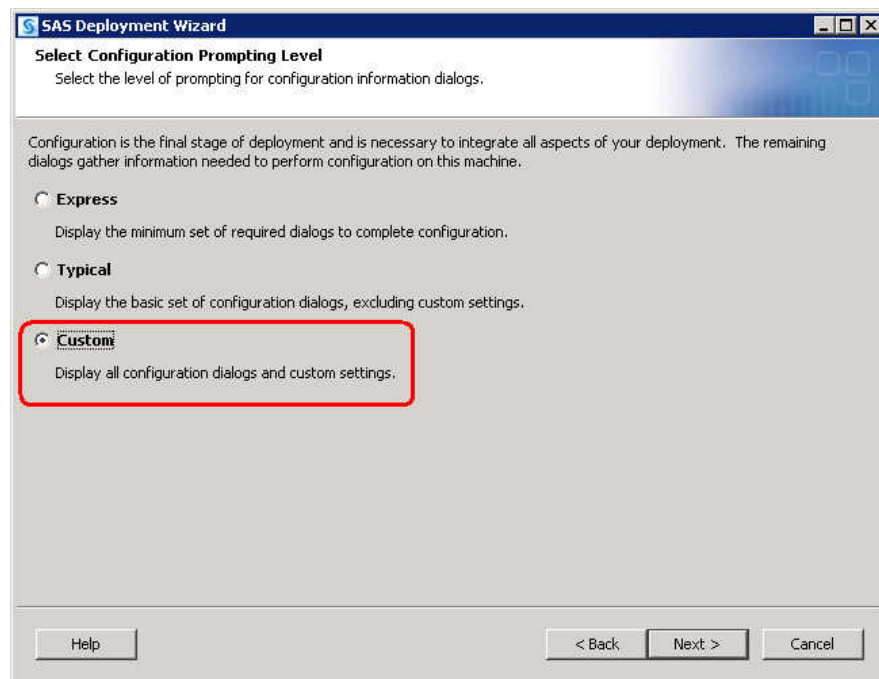 SAS Deployment Wizard
Select Configuration Prompting Level
Select the level of prompting for configuration information dialogs.
Configuration is the final stage of deployment and is necessary to integrate all aspects of your deployment. The remaining
dialogs gather information needed to perform configuration on this machine.
Express
Display the minimum set of required dialogs to complete configuration.
Typical
Display the basic set of configuration dialogs, excluding custom settings.
Custom
Display all configuration dialogs and custom settings.
Help
< Back
Next >
Cancel